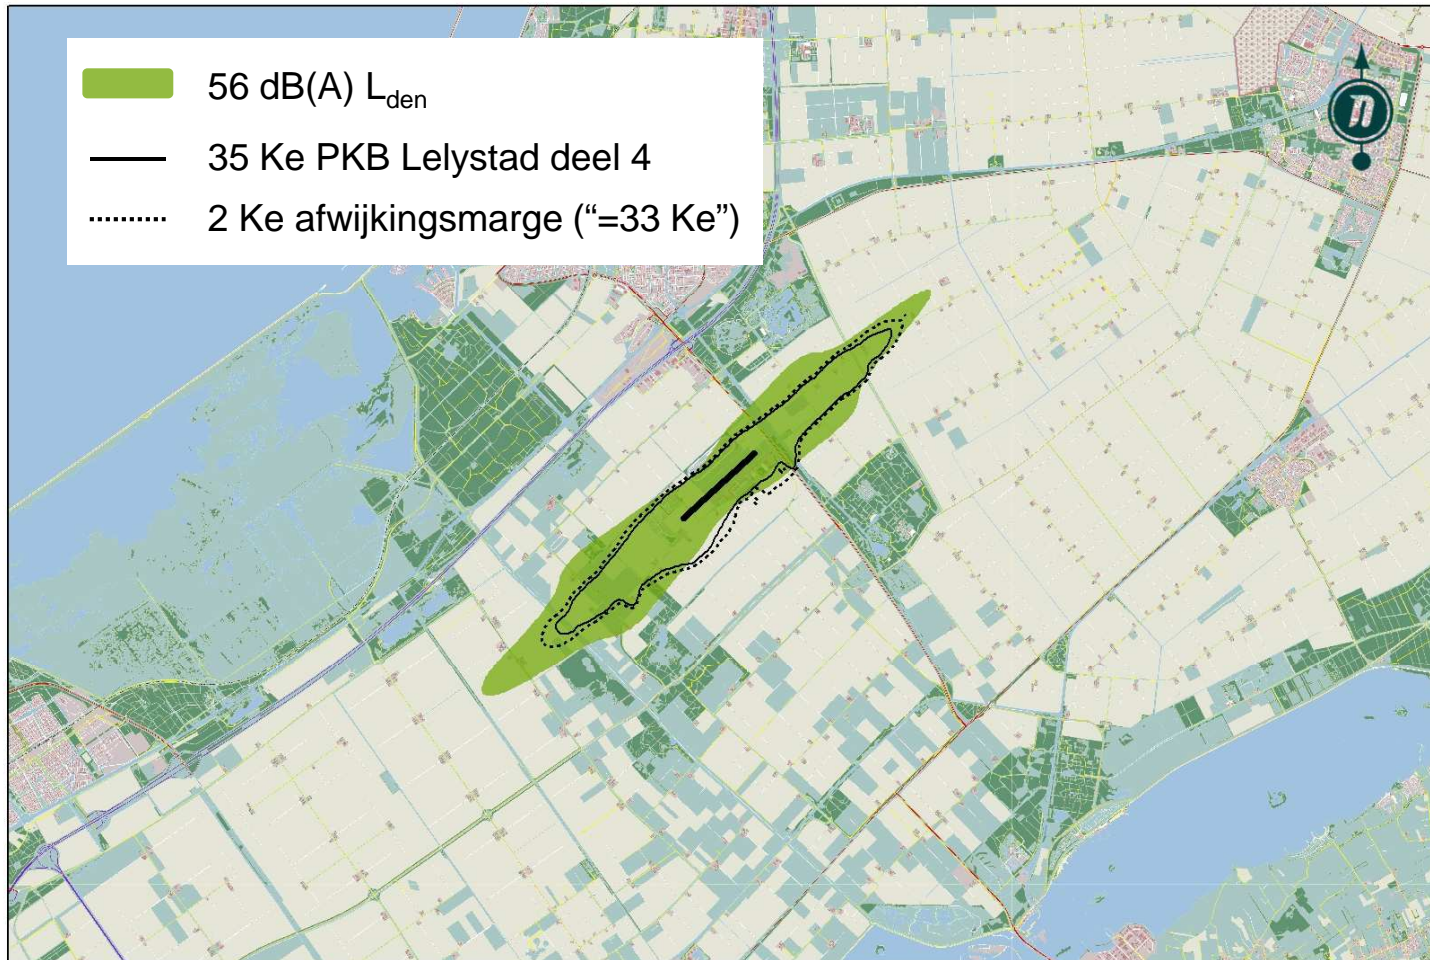 56 dB(A) Lden
35 Ke PKB Lelystad deel 4
2 Ke afwijkingsmarge (“=33 Ke”)
n